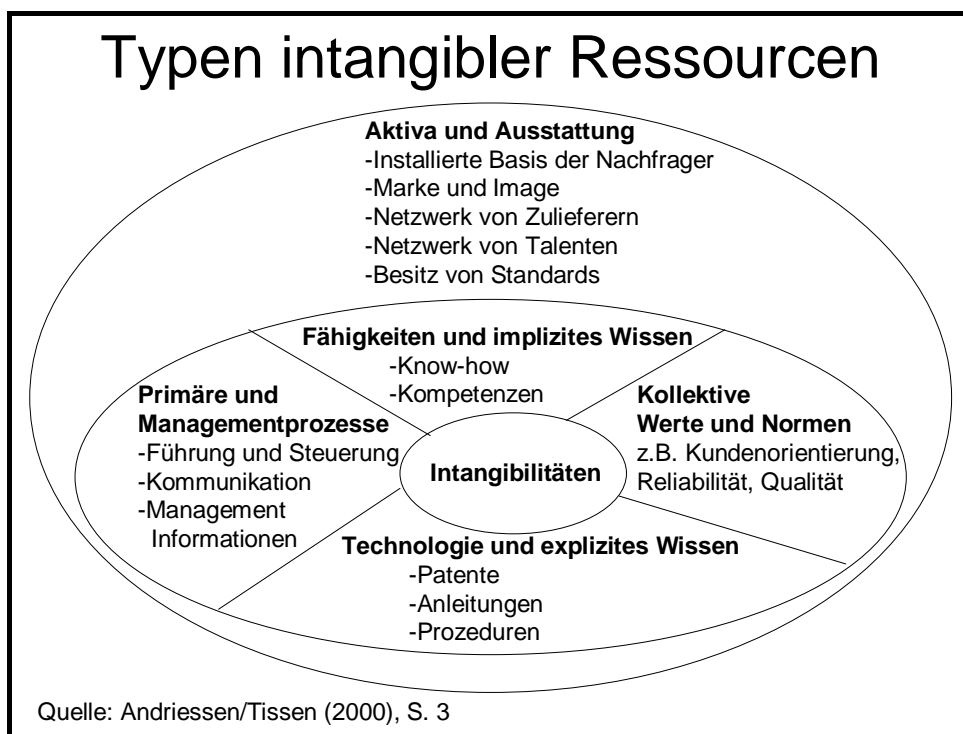 Typen intangibler Ressourcen
Aktiva und Ausstattung
-Installierte Basis der Nachfrager
-Marke und Image
-Netzwerk von Zulieferern
-Netzwerk von Talenten
-Besitz von Standards
Fähigkeiten und implizites Wissen
-Know-how
-Kompetenzen
Primäre und
Managementprozesse
-Führung und Steuerung
-Kommunikation
-Management
Informationen
Intangibilitäten
Kollektive
Werte und Normen
z.B. Kundenorientierung,
Reliabilität, Qualität
Technologie und explizites Wissen
-Patente
-Anleitungen
-Prozeduren
Quelle: Andriessen/Tissen (2000), S. 3